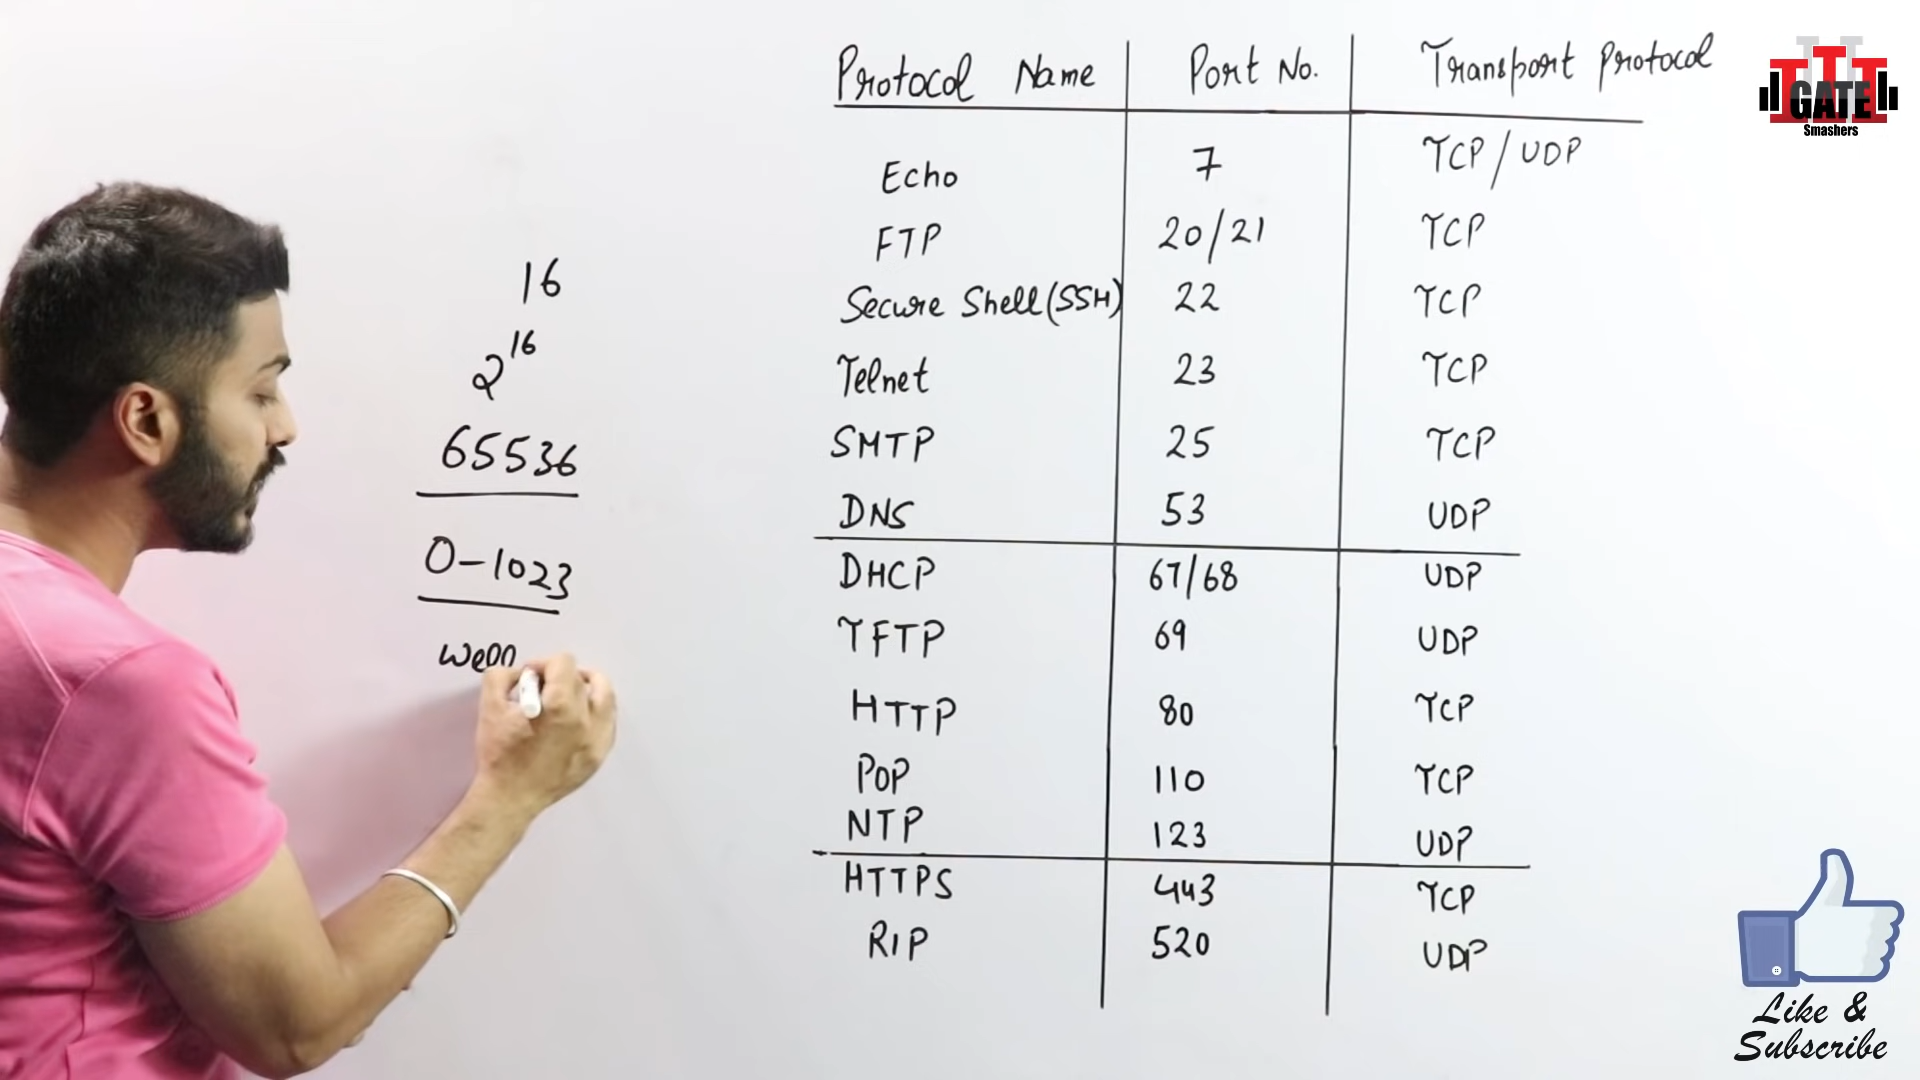 16
2^16
65536
0-1023
Protocol Name Port No. Transport Protocol
Echo 7 TCP/UDP
FTP 20/21 TCP
Secure Shell(SSH) 22 TCP
Telnet 23 TCP
SMTP 25 TCP
DNS 53 UDP
DHCP 67/68 UDP
TFTP 69 UDP
HTTP 80 TCP
POP 110 TCP
NTP 123 UDP
HTTPS 443 TCP
RIP 520 UDP
GATE
Smashers
Like &
Subscribe